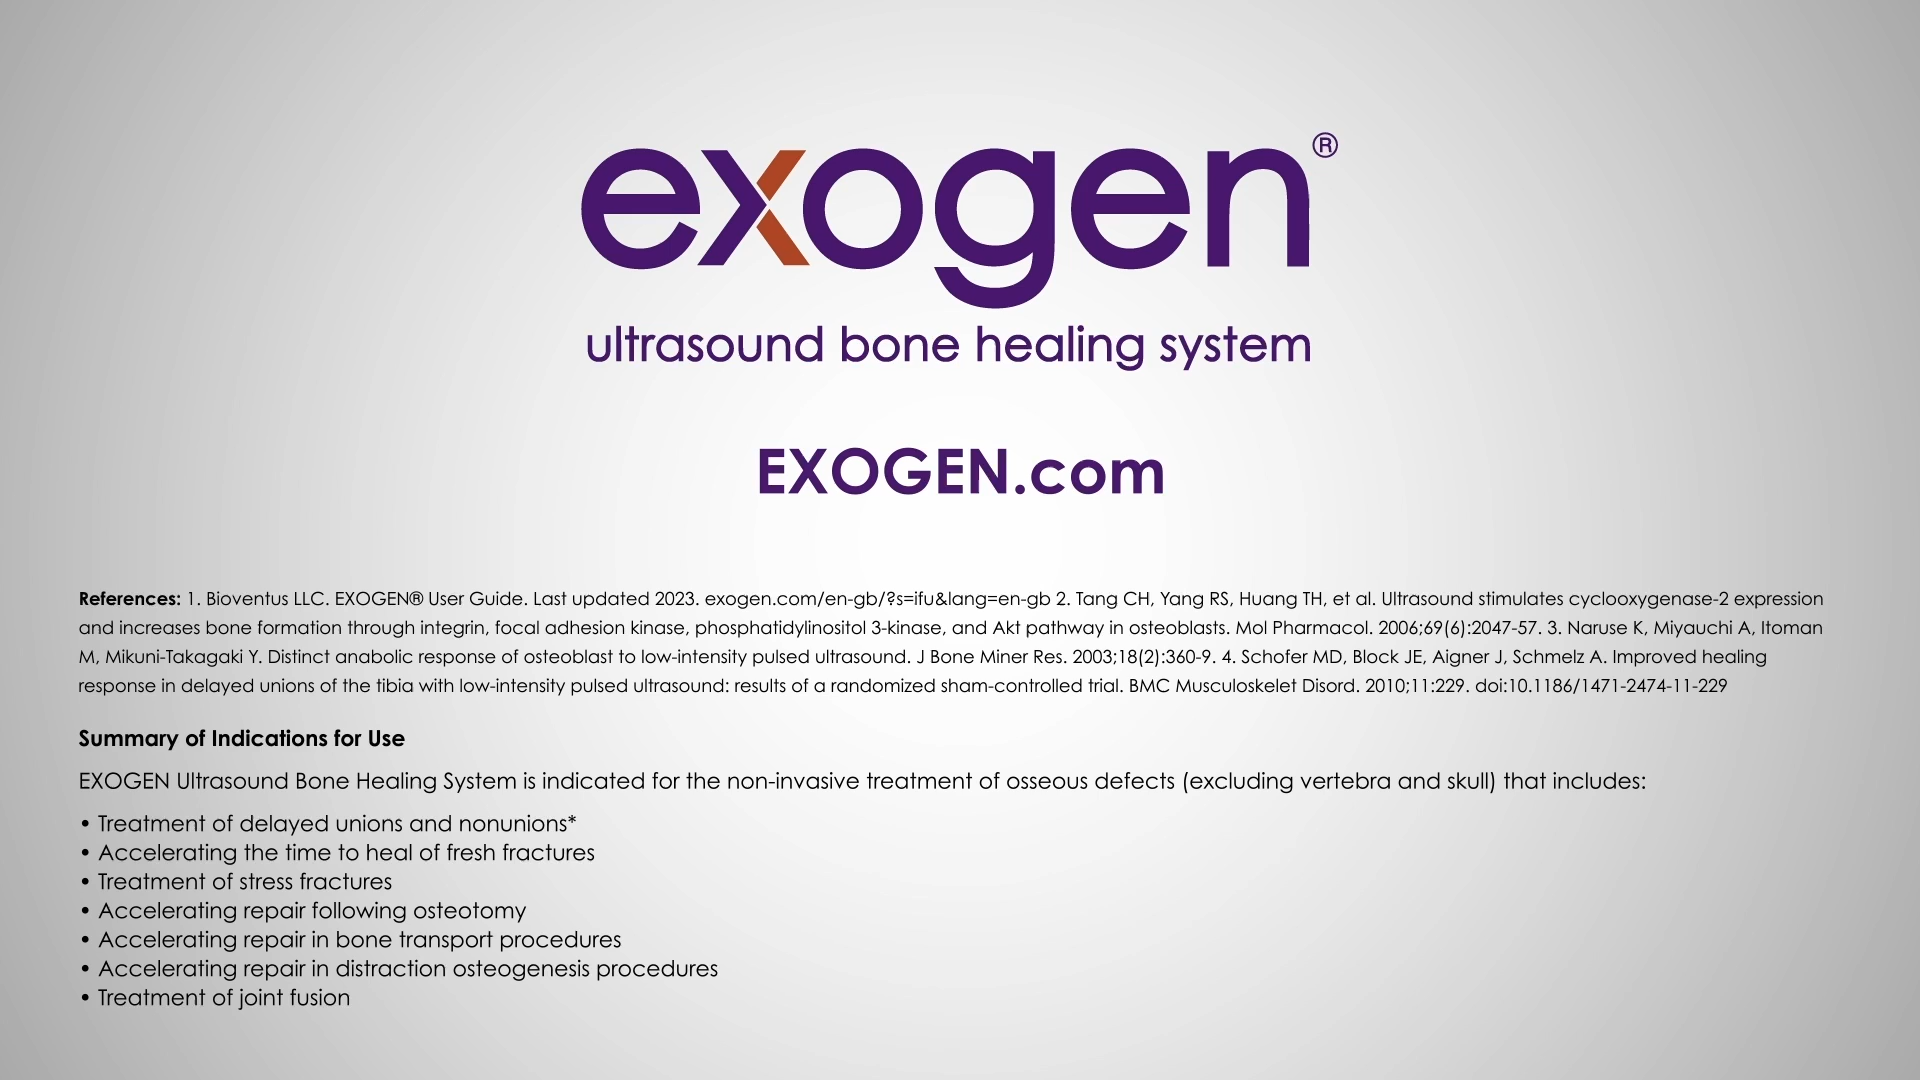 exogen®
ultrasound bone healing system
EXOGEN.com
References: 1. Bioventus LLC. EXOGEN® User Guide. Last updated 2023. exogen.com/en-gb/?s=ifu&lang=en-gb 2. Tang CH, Yang RS, Huang TH, et al. Ultrasound stimulates cyclooxygenase-2 expression
and increases bone formation through integrin, focal adhesion kinase, phosphatidylinositol 3-kinase, and Akt pathway in osteoblasts. Mol Pharmacol. 2006;69(6):2047-57. 3. Naruse K, Miyauchi A, Itoman
M, Mikuni-Takagaki Y. Distinct anabolic response of osteoblast to low-intensity pulsed ultrasound. J Bone Miner Res. 2003;18(2):360-9. 4. Schofer MD, Block JE, Aigner J, Schmelz A. Improved healing
response in delayed unions of the tibia with low-intensity pulsed ultrasound: results of a randomized sham-controlled trial. BMC Musculoskelet Disord. 2010;11:229. doi:10.1186/1471-2474-11-229
Summary of Indications for Use
EXOGEN Ultrasound Bone Healing System is indicated for the non-invasive treatment of osseous defects (excluding vertebra and skull) that includes:
• Treatment of delayed unions and nonunions*
• Accelerating the time to heal of fresh fractures
• Treatment of stress fractures
• Accelerating repair following osteotomy
• Accelerating repair in bone transport procedures
• Accelerating repair in distraction osteogenesis procedures
• Treatment of joint fusion